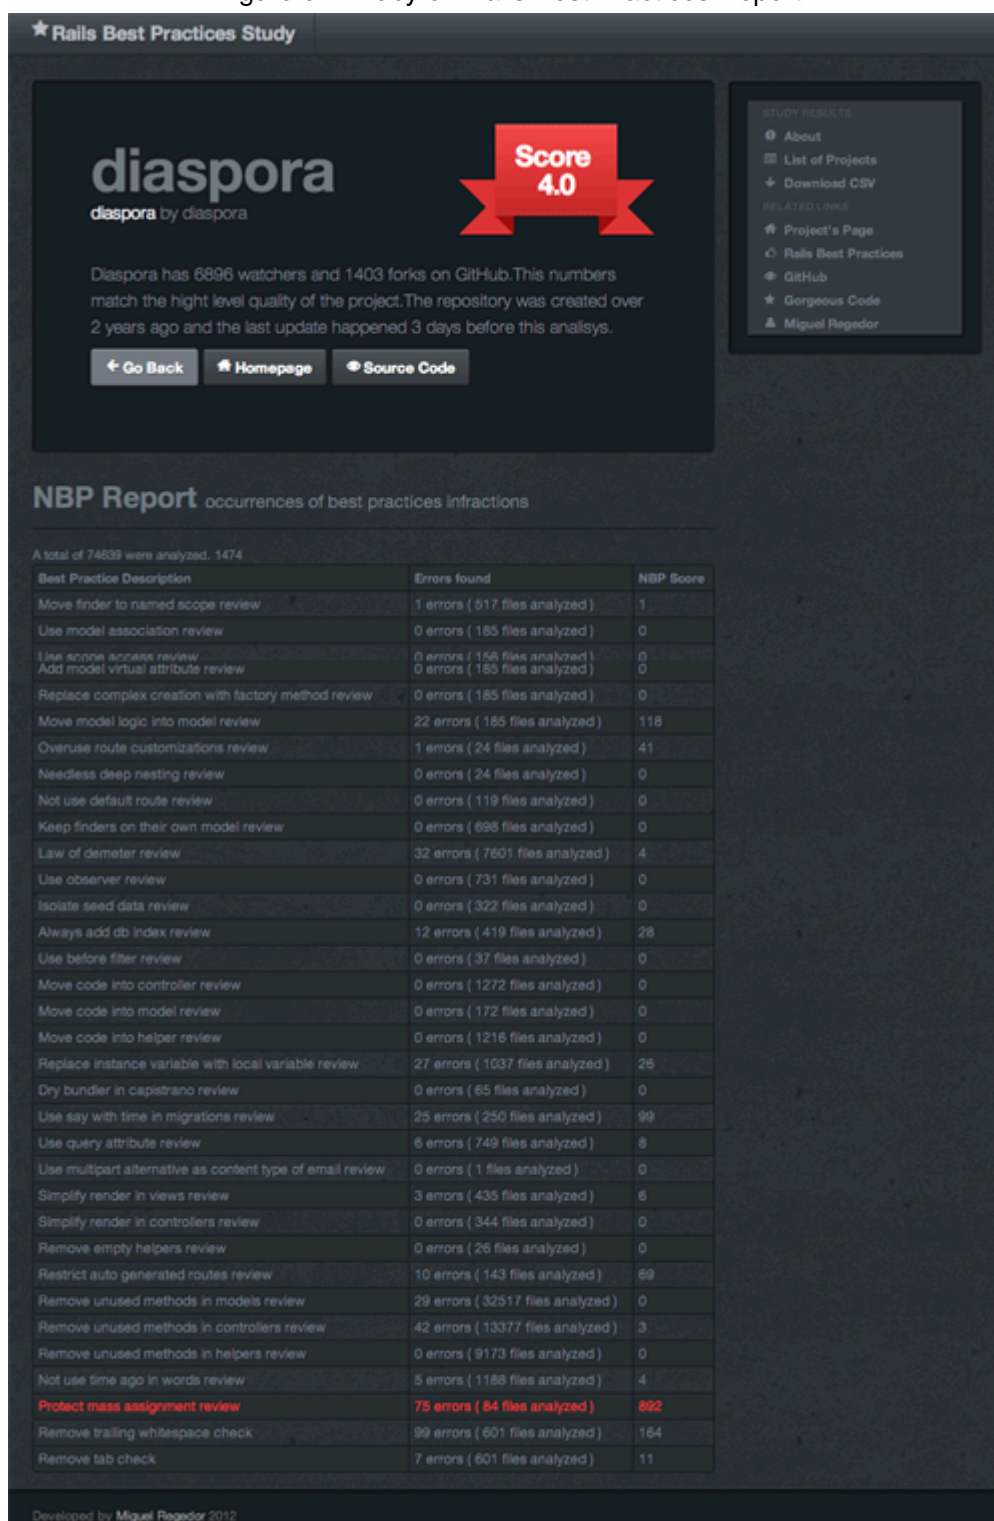 ★Rails Best Practices Study
diaspora
diaspora by diaspora
Score
4.0
Diaspora has 6896 watchers and 1403 forks on GitHub.This numbers
match the hight level quality of the project.The repository was created over
2 years ago and the last update happened 3 days before this analisys.
Go Back Homepage Source Code
STUDY RESULTS
About
List of Projects
Download CSV
RELATED LINKS
Project's Page
Rails Best Practices
GitHub
Gorgeous Code
Miguel Regedor
NBP Report occurrences of best practices infractions
A total of 74639 were analyzed. 1474
Best Practice Description Errors found NBP Score
Move finder to named scope review 1 errors ( 517 files analyzed ) 1
Use model association review 0 errors ( 185 files analyzed ) 0
Use scope access review 0 errors ( 156 files analyzed ) 0
Add model virtual attribute review 0 errors ( 185 files analyzed ) 0
Replace complex creation with factory method review 0 errors ( 185 files analyzed ) 0
Move model logic into model review 22 errors ( 185 files analyzed ) 118
Overuse route customizations review 1 errors ( 24 files analyzed ) 41
Needless deep nesting review 0 errors ( 24 files analyzed ) 0
Not use default route review 0 errors ( 119 files analyzed ) 0
Keep finders on their own model review 0 errors ( 698 files analyzed ) 0
Law of demeter review 32 errors ( 7601 files analyzed ) 4
Use observer review 0 errors ( 731 files analyzed ) 0
Isolate seed data review 0 errors ( 322 files analyzed ) 0
Always add db index review 12 errors ( 419 files analyzed ) 28
Use before filter review 0 errors ( 37 files analyzed ) 0
Move code into controller review 0 errors ( 1272 files analyzed ) 0
Move code into model review 0 errors ( 172 files analyzed ) 0
Move code into helper review 0 errors ( 1216 files analyzed ) 0
Replace instance variable with local variable review 27 errors ( 1037 files analyzed ) 26
Dry bundler in capistrano review 0 errors ( 65 files analyzed ) 0
Use say with time in migrations review 25 errors ( 250 files analyzed ) 99
Use query attribute review 6 errors ( 749 files analyzed ) 8
Use multipart alternative as content type of email review 0 errors ( 1 files analyzed ) 0
Simplify render in views review 3 errors ( 435 files analyzed ) 6
Simplify render in controllers review 0 errors ( 344 files analyzed ) 0
Remove empty helpers review 0 errors ( 26 files analyzed ) 0
Restrict auto generated routes review 10 errors ( 143 files analyzed ) 69
Remove unused methods in models review 29 errors ( 32517 files analyzed ) 0
Remove unused methods in controllers review 42 errors ( 13377 files analyzed ) 3
Remove unused methods in helpers review 0 errors ( 9173 files analyzed ) 0
Not use time ago in words review 5 errors ( 1188 files analyzed ) 4
Protect mass assignment review 75 errors ( 84 files analyzed ) 892
Remove trailing whitespace check 99 errors ( 601 files analyzed ) 164
Remove tab check 7 errors ( 601 files analyzed ) 11
Developed by Miguel Regedor 2012